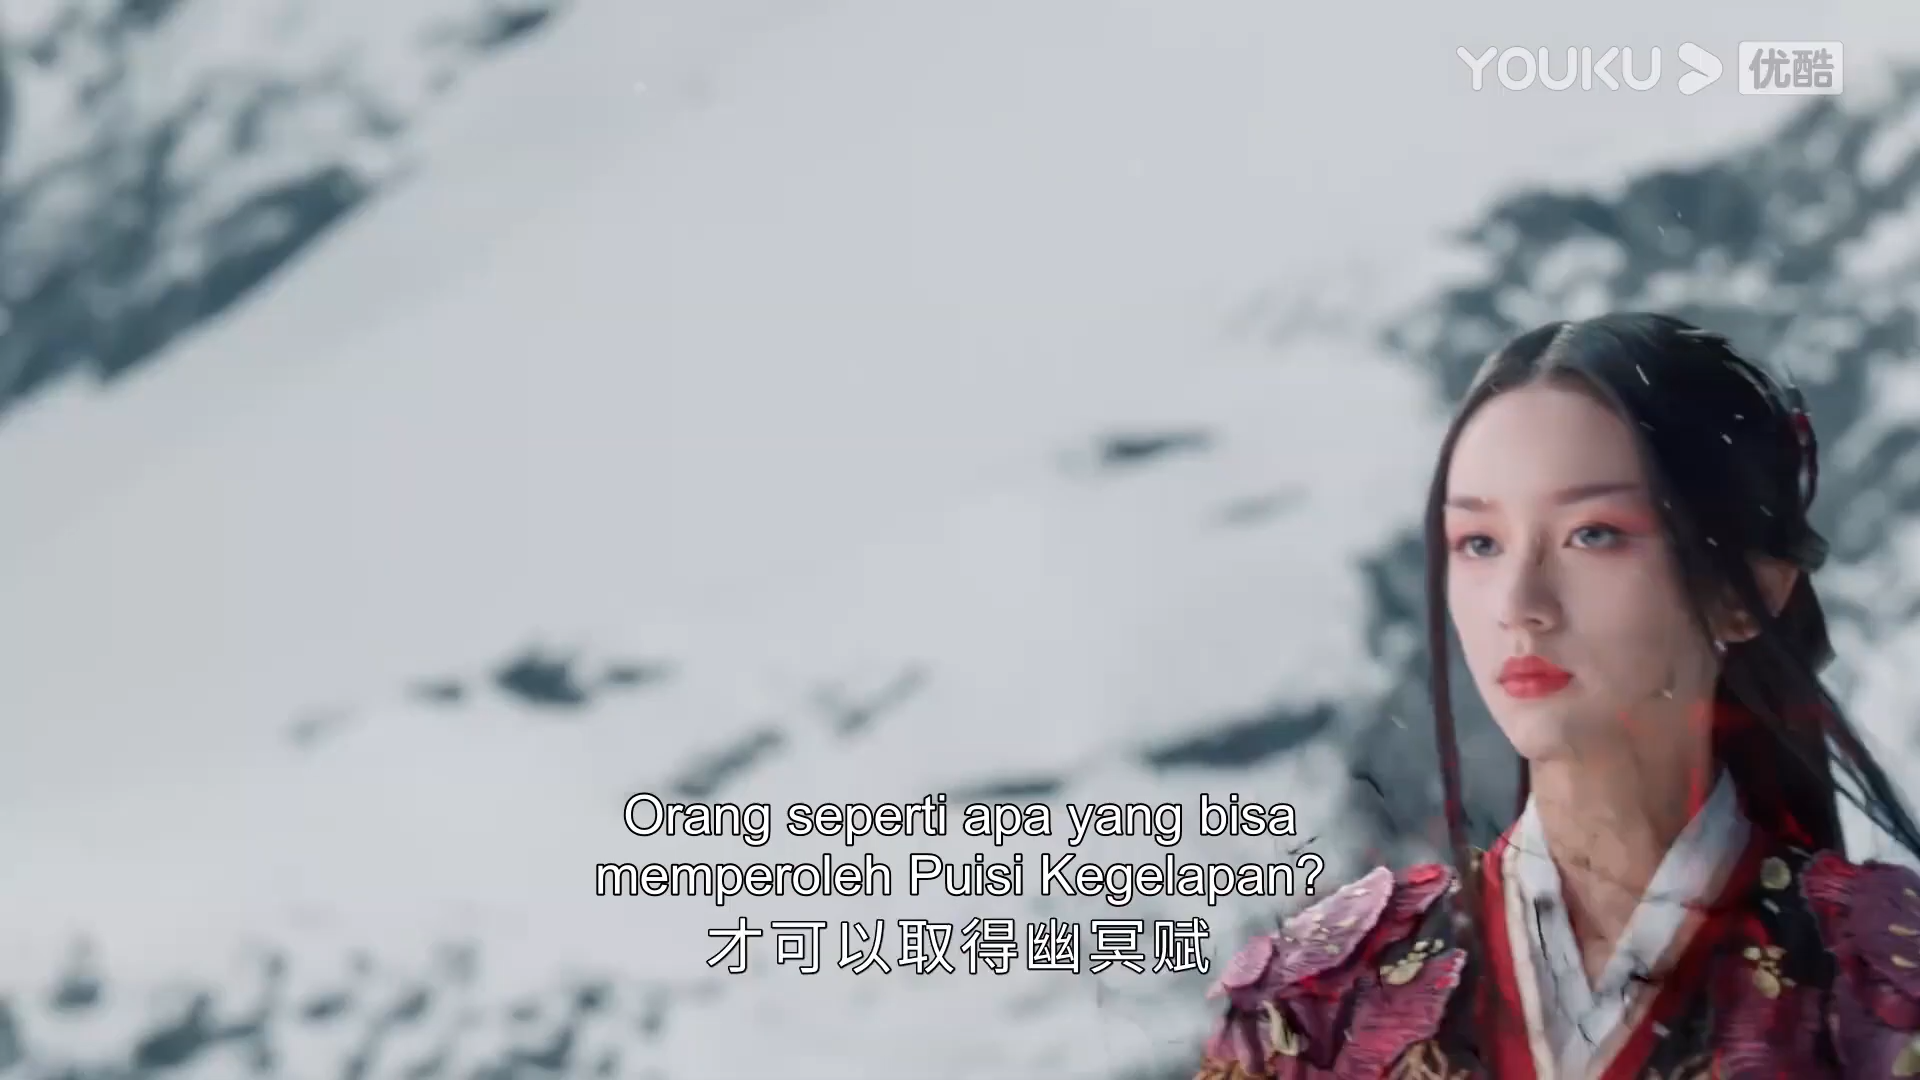 YOUKU 优酷
Orang seperti apa yang bisa
memperoleh Puisi Kegelapan?
才可以取得幽冥赋